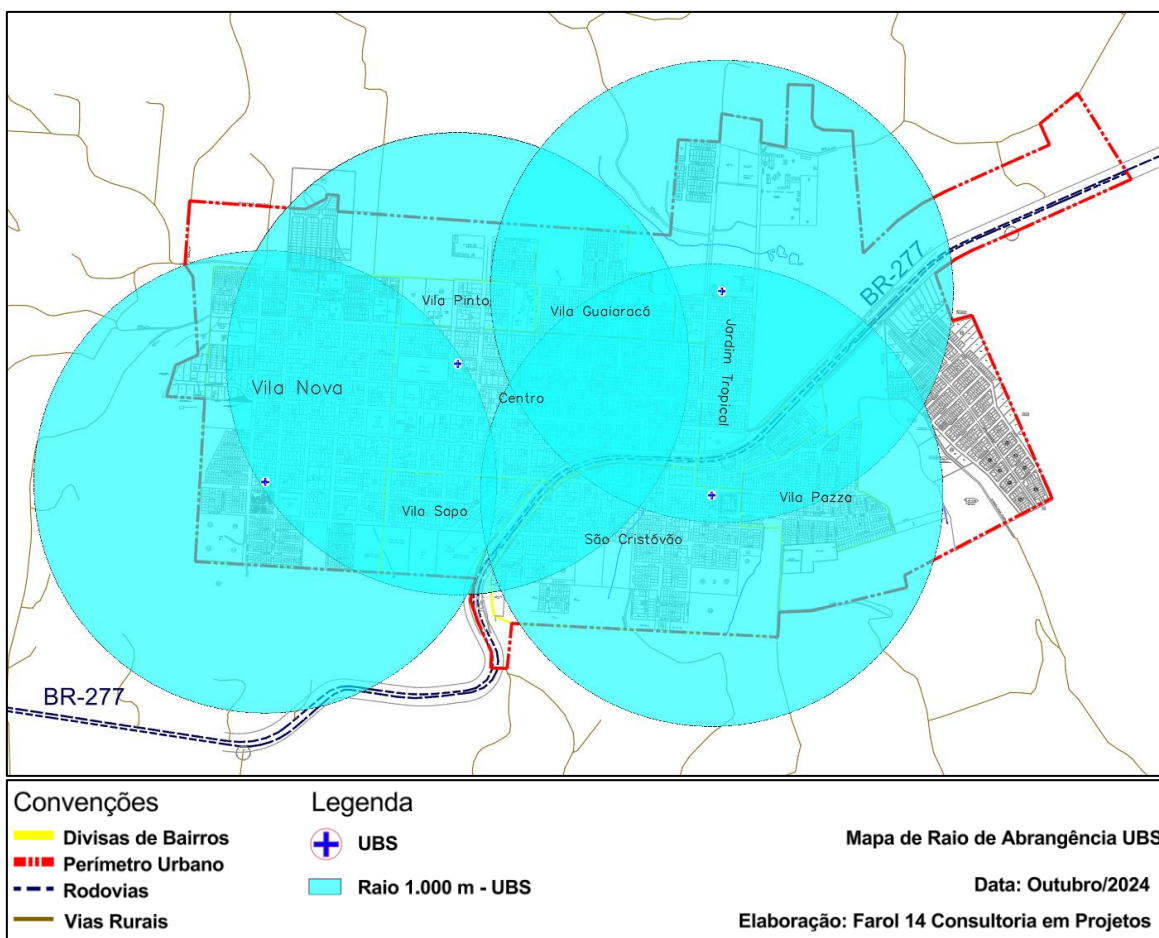 Vila Pinto
Vila Guaiaracá
Jardim Tropical
BR-277
Vila Nova
Centro
Vila Sapo
São Cristóvão
Vila Pazza
BR-277
Convenções
Divisas de Bairros
Perímetro Urbano
Rodovias
Vias Rurais
Legenda
UBS
Raio 1.000 m - UBS
Mapa de Raio de Abrangência UBS
Data: Outubro/2024
Elaboração: Farol 14 Consultoria em Projetos